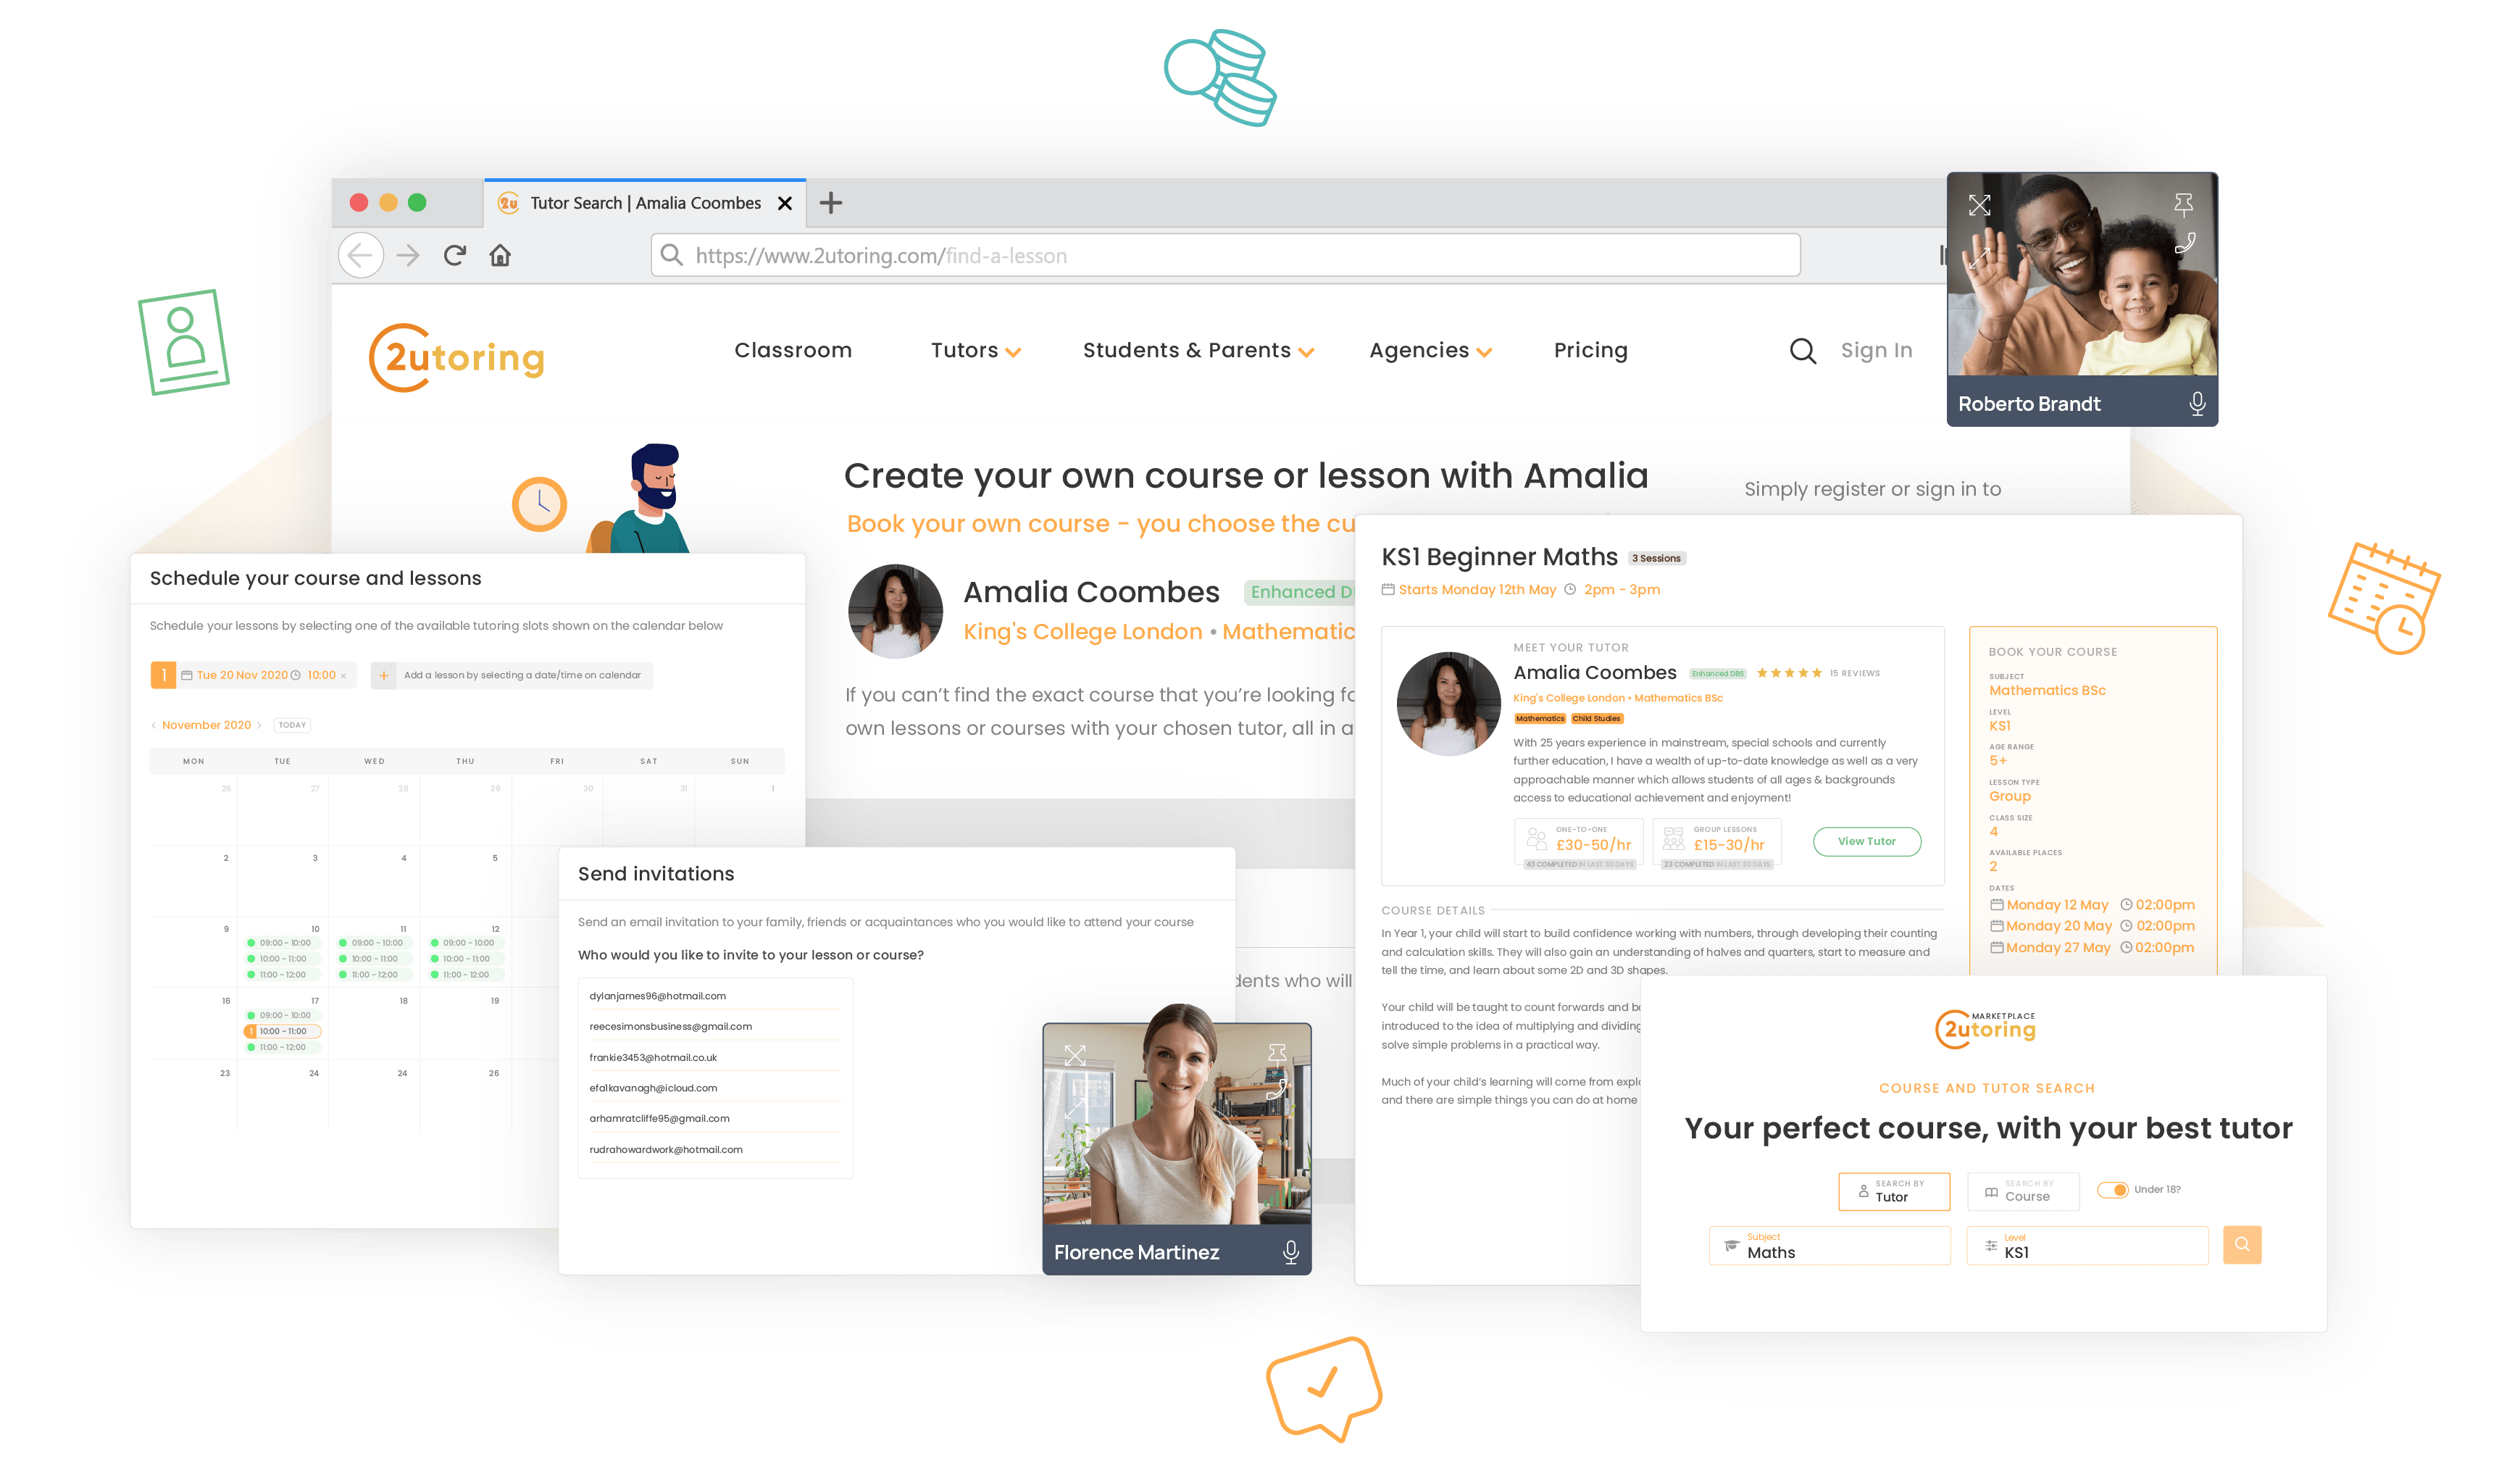 2u Tutor Search | Amalia Coombes
https://www.2utoring.com/find-a-lesson
2utoring
Classroom
Tutors
Students & Parents
Agencies
Pricing
Sign In
Roberto Brandt
Create your own course or lesson with Amalia
Simply register or sign in to
Book your own course - you choose the cu
Amalia Coombes
Enhanced D
King's College London • Mathematic
If you can't find the exact course that you're looking fo
own lessons or courses with your chosen tutor, all in a
dents who will
Schedule your course and lessons
Schedule your lessons by selecting one of the available tutoring slots shown on the calendar below
1 Tue 20 Nov 2020 10:00 ×
+ Add a lesson by selecting a date/time on calendar
< November 2020 > TODAY
MON TUE WED THU FRI SAT SUN
26 27 28 29 30 31 1
2 3 4 5
9 10 11 12
09:00 - 10:00 09:00 - 10:00 09:00 - 10:00
10:00 - 11:00 10:00 - 11:00 10:00 - 11:00
11:00 - 12:00 11:00 - 12:00 11:00 - 12:00
16 17 18 19
09:00 - 10:00
1 10:00 - 11:00
11:00 - 12:00
23 24 24 26
Send invitations
Send an email invitation to your family, friends or acquaintances who you would like to attend your course
Who would you like to invite to your lesson or course?
dylanjames96@hotmail.com
reecesimonsbusiness@gmail.com
frankie3453@hotmail.co.uk
efa1kavanagh@icloud.com
arhamratcliffe95@gmail.com
rudrahowardwork@hotmail.com
Florence Martinez
KS1 Beginner Maths 3 Sessions
Starts Monday 12th May 2pm - 3pm
MEET YOUR TUTOR
Amalia Coombes Enhanced DBS 15 REVIEWS
King's College London • Mathematics BSc
Mathematics Child Studies
With 25 years experience in mainstream, special schools and currently
further education, I have a wealth of up-to-date knowledge as well as a very
approachable manner which allows students of all ages & backgrounds
access to educational achievement and enjoyment!
ONE-TO-ONE
£30-50/hr
43 COMPLETED IN LAST 30 DAYS
GROUP LESSONS
£15-30/hr
23 COMPLETED IN LAST 30 DAYS
View Tutor
COURSE DETAILS
In Year 1, your child will start to build confidence working with numbers, through developing their counting
and calculation skills. They will also gain an understanding of halves and quarters, start to measure and
tell the time, and learn about some 2D and 3D shapes.
Your child will be taught to count forwards and ba
introduced to the idea of multiplying and dividing
solve simple problems in a practical way.
Much of your child's learning will come from explo
and there are simple things you can do at home
BOOK YOUR COURSE
SUBJECT
Mathematics BSc
LEVEL
KS1
AGE RANGE
5+
LESSON TYPE
Group
CLASS SIZE
4
AVAILABLE PLACES
2
DATES
Monday 12 May 02:00pm
Monday 20 May 02:00pm
Monday 27 May 02:00pm
MARKETPLACE
2utoring
COURSE AND TUTOR SEARCH
Your perfect course, with your best tutor
SEARCH BY
Tutor
SEARCH BY
Course
Under 18?
Subject
Maths
Level
KS1